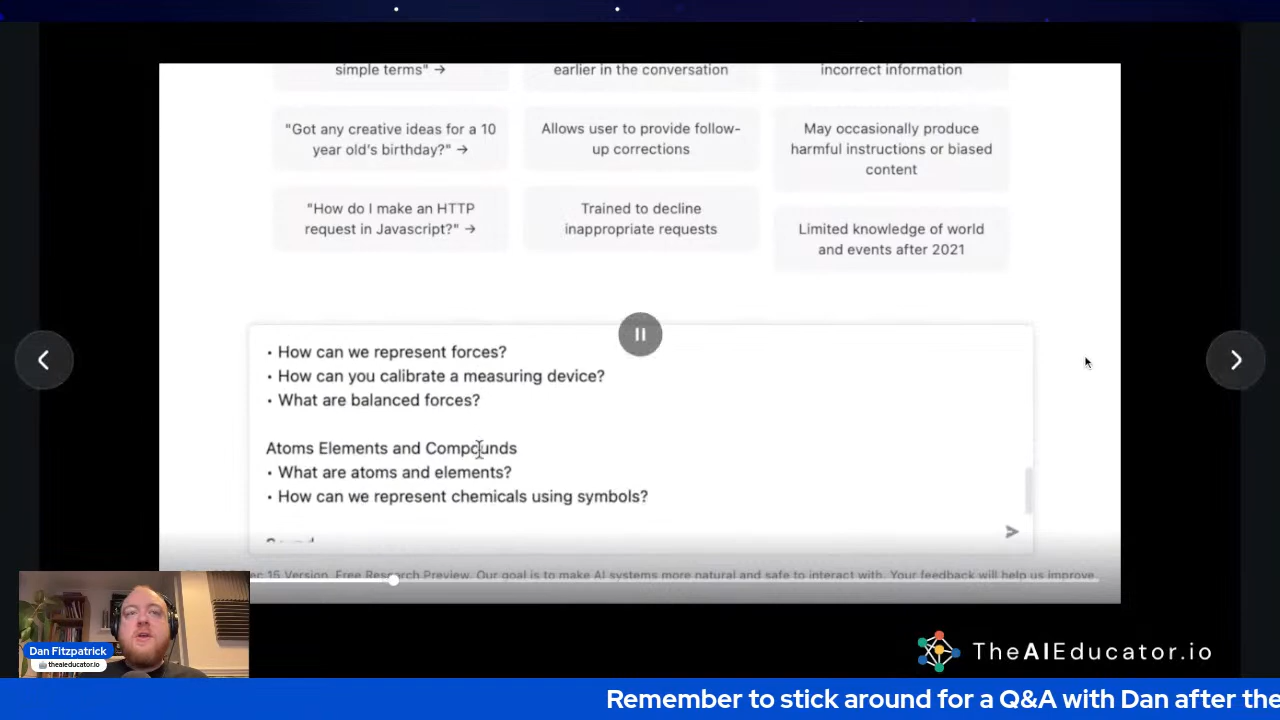 simple terms" →
earlier in the conversation
incorrect information
"Got any creative ideas for a 10
year old's birthday?" →
Allows user to provide follow-
up corrections
May occasionally produce
harmful instructions or biased
content
"How do I make an HTTP
request in Javascript?" →
Trained to decline
inappropriate requests
Limited knowledge of world
and events after 2021
• How can we represent forces?
• How can you calibrate a measuring device?
• What are balanced forces?
Atoms Elements and Compounds
• What are atoms and elements?
• How can we represent chemicals using symbols?
15 Version. Free Research Preview. Our goal is to make AI systems more natural and safe to interact with. Your feedback will help us improve.
Dan Fitzpatrick
theaieducator.io
TheAIEducator.io
Remember to stick around for a Q&A with Dan after the